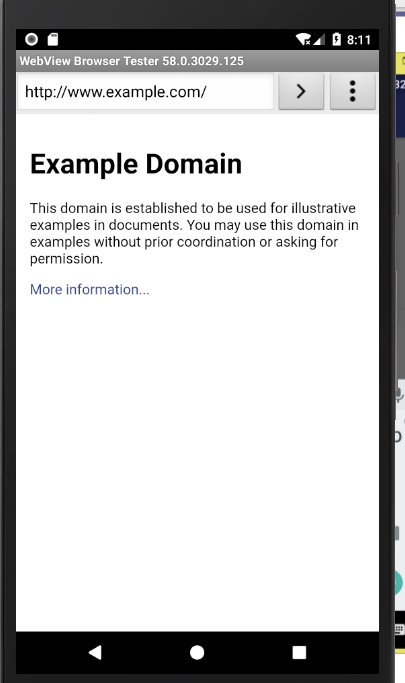 8:11
WebView Browser Tester 58.0.3029.125
http://www.example.com/
Example Domain
This domain is established to be used for illustrative
examples in documents. You may use this domain in
examples without prior coordination or asking for
permission.
More information...